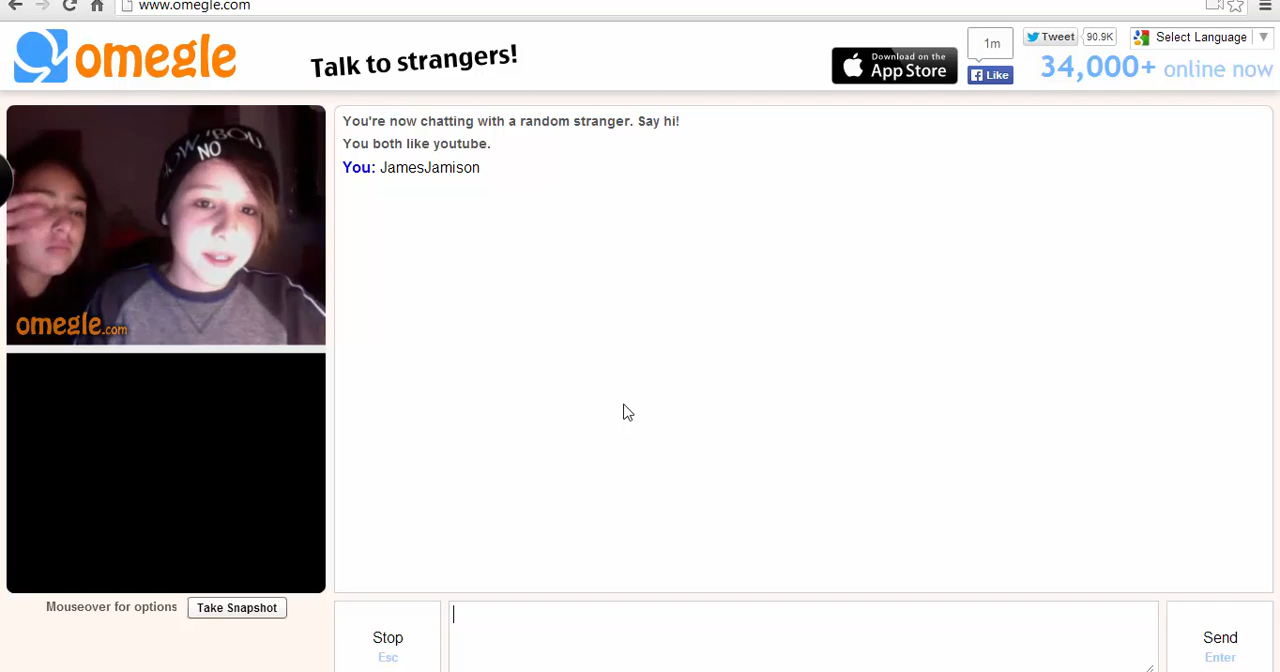 www.omegle.com
omegle
Talk to strangers!
Download on the
App Store
1m
Like
Tweet
90.9K
Select Language
34,000+ online now
NO
omegle.com
You're now chatting with a random stranger. Say hi!
You both like youtube.
You: JamesJamison
Mouseover for options
Take Snapshot
Stop
Esc
Send
Enter